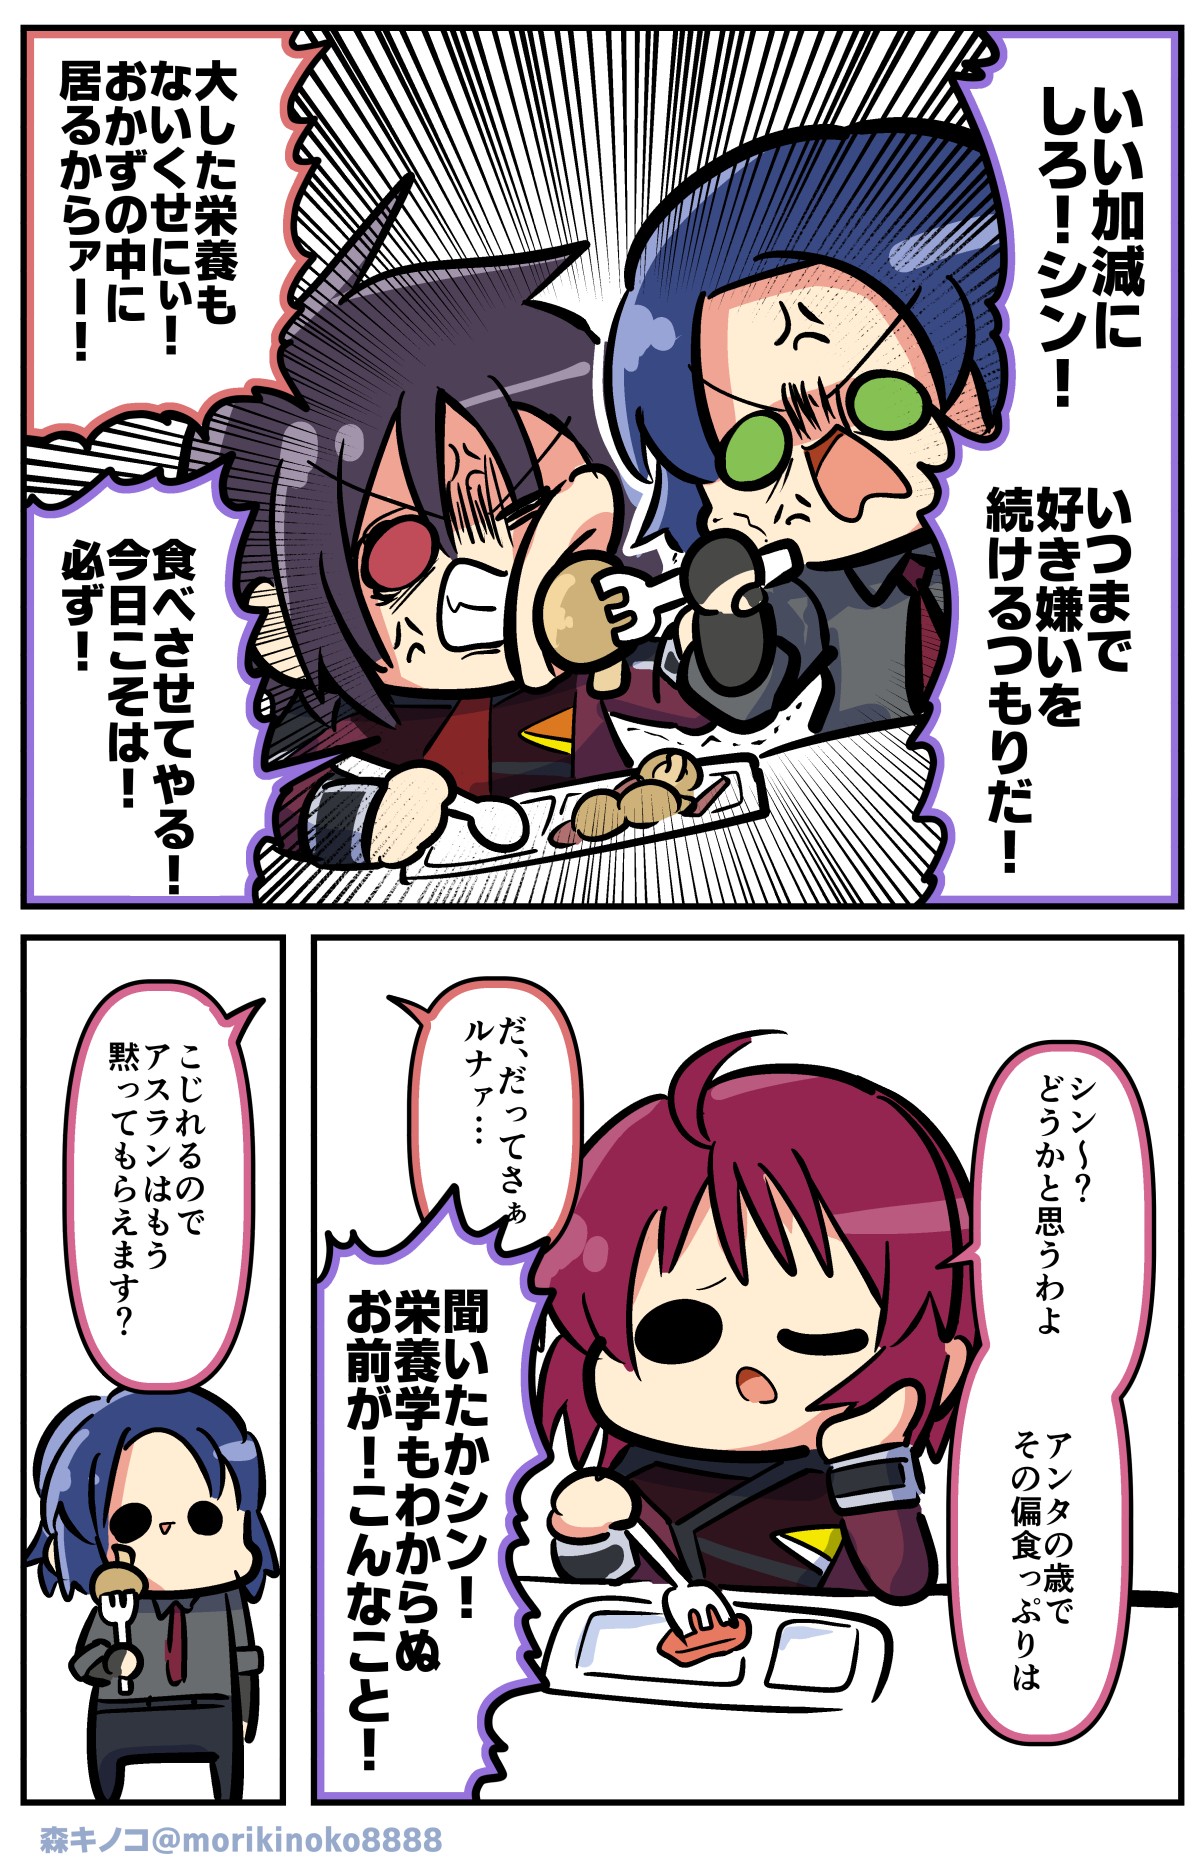 いい加減に
しろ！シン！
いつまで
好き嫌いを
続けるつもりだ！
大した栄養も
ないくせにぃ！
おかずの中に
居るからァー！
食べさせてやる！
今日こそは！
必ず！
シン～？
どうかと思うわよ
アンタの歳で
その偏食っぷりは
だ、だってさぁ
ルナァ…
聞いたかシン！
栄養学もわからぬ
お前が！こんなこと！
こじれるので
アスランはもう
黙ってもらえます？
森キノコ@morikinoko8888